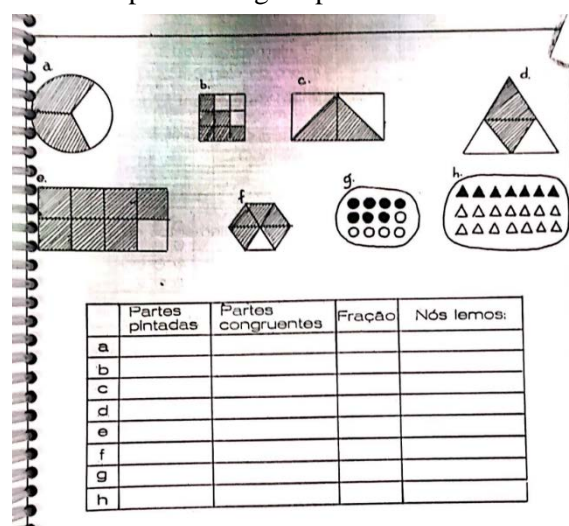 a.
b.
c.
d.
e.
f
g.
h.
Partes pintadas
Partes congruentes
Fração
Nós lemos:
a
b
c
d
e
f
g
h